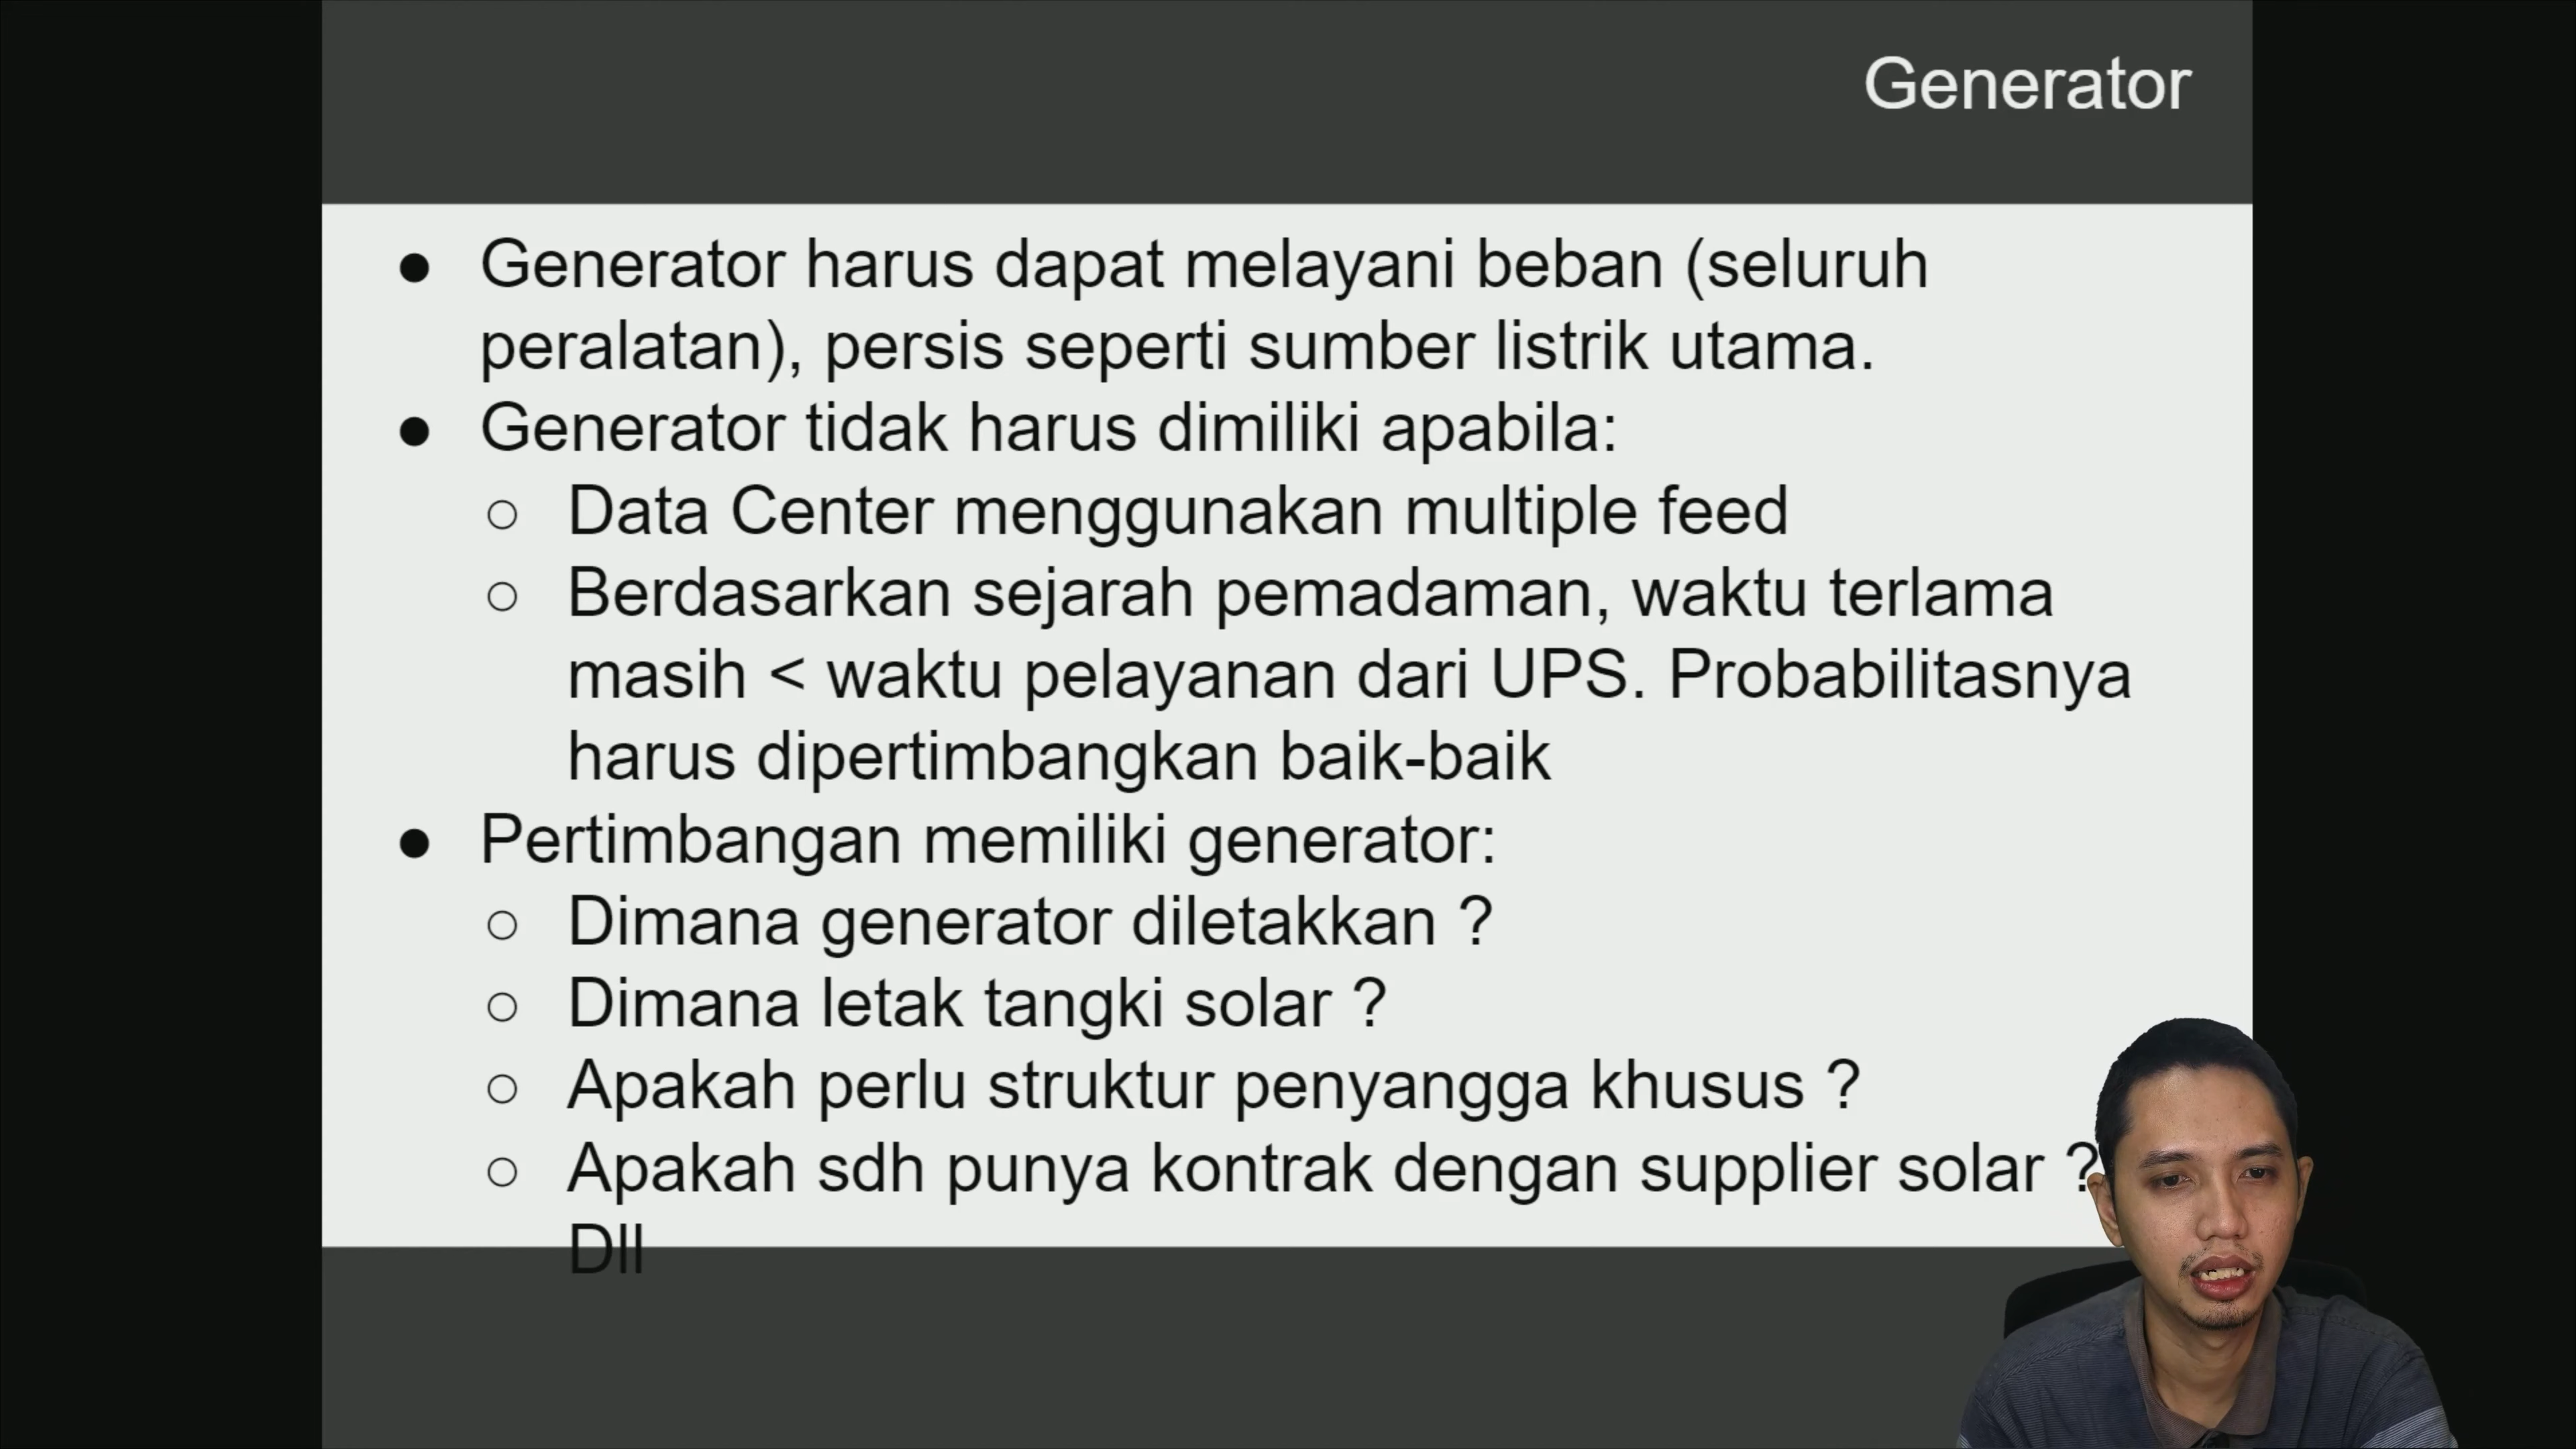 Generator
● Generator harus dapat melayani beban (seluruh
peralatan), persis seperti sumber listrik utama.
● Generator tidak harus dimiliki apabila:
○ Data Center menggunakan multiple feed
○ Berdasarkan sejarah pemadaman, waktu terlama
masih < waktu pelayanan dari UPS. Probabilitasnya
harus dipertimbangkan baik-baik
● Pertimbangan memiliki generator:
○ Dimana generator diletakkan ?
○ Dimana letak tangki solar ?
○ Apakah perlu struktur penyangga khusus ?
○ Apakah sdh punya kontrak dengan supplier solar ?
Dll